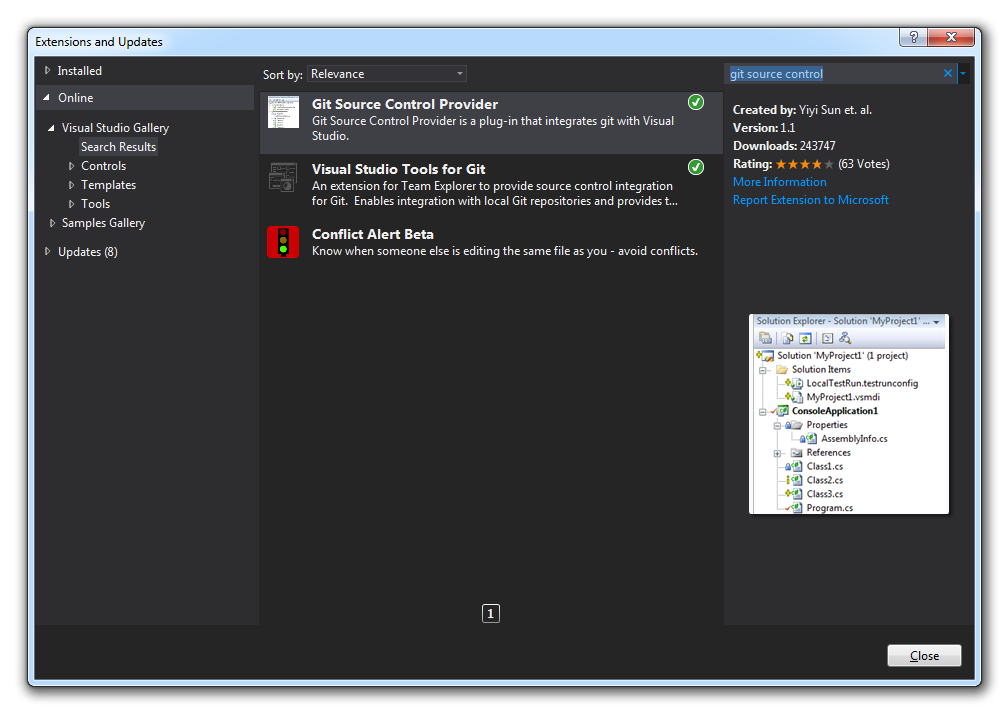 Extensions and Updates
Installed
Online
Visual Studio Gallery
Search Results
Controls
Templates
Tools
Samples Gallery
Updates (8)
Sort by: Relevance
Git Source Control Provider
Git Source Control Provider is a plug-in that integrates git with Visual
Studio.
Visual Studio Tools for Git
An extension for Team Explorer to provide source control integration
for Git. Enables integration with local Git repositories and provides t...
Conflict Alert Beta
Know when someone else is editing the same file as you - avoid conflicts.
1
git source control
Created by: Yiyi Sun et. al.
Version: 1.1
Downloads: 243747
Rating: (63 Votes)
More Information
Report Extension to Microsoft
Solution Explorer - Solution 'MyProject1' ...
Solution 'MyProject1' (1 project)
Solution Items
LocalTestRun.testrunconfig
MyProject1.vsmdi
ConsoleApplication1
Properties
AssemblyInfo.cs
References
Class1.cs
Class2.cs
Class3.cs
Program.cs
Close